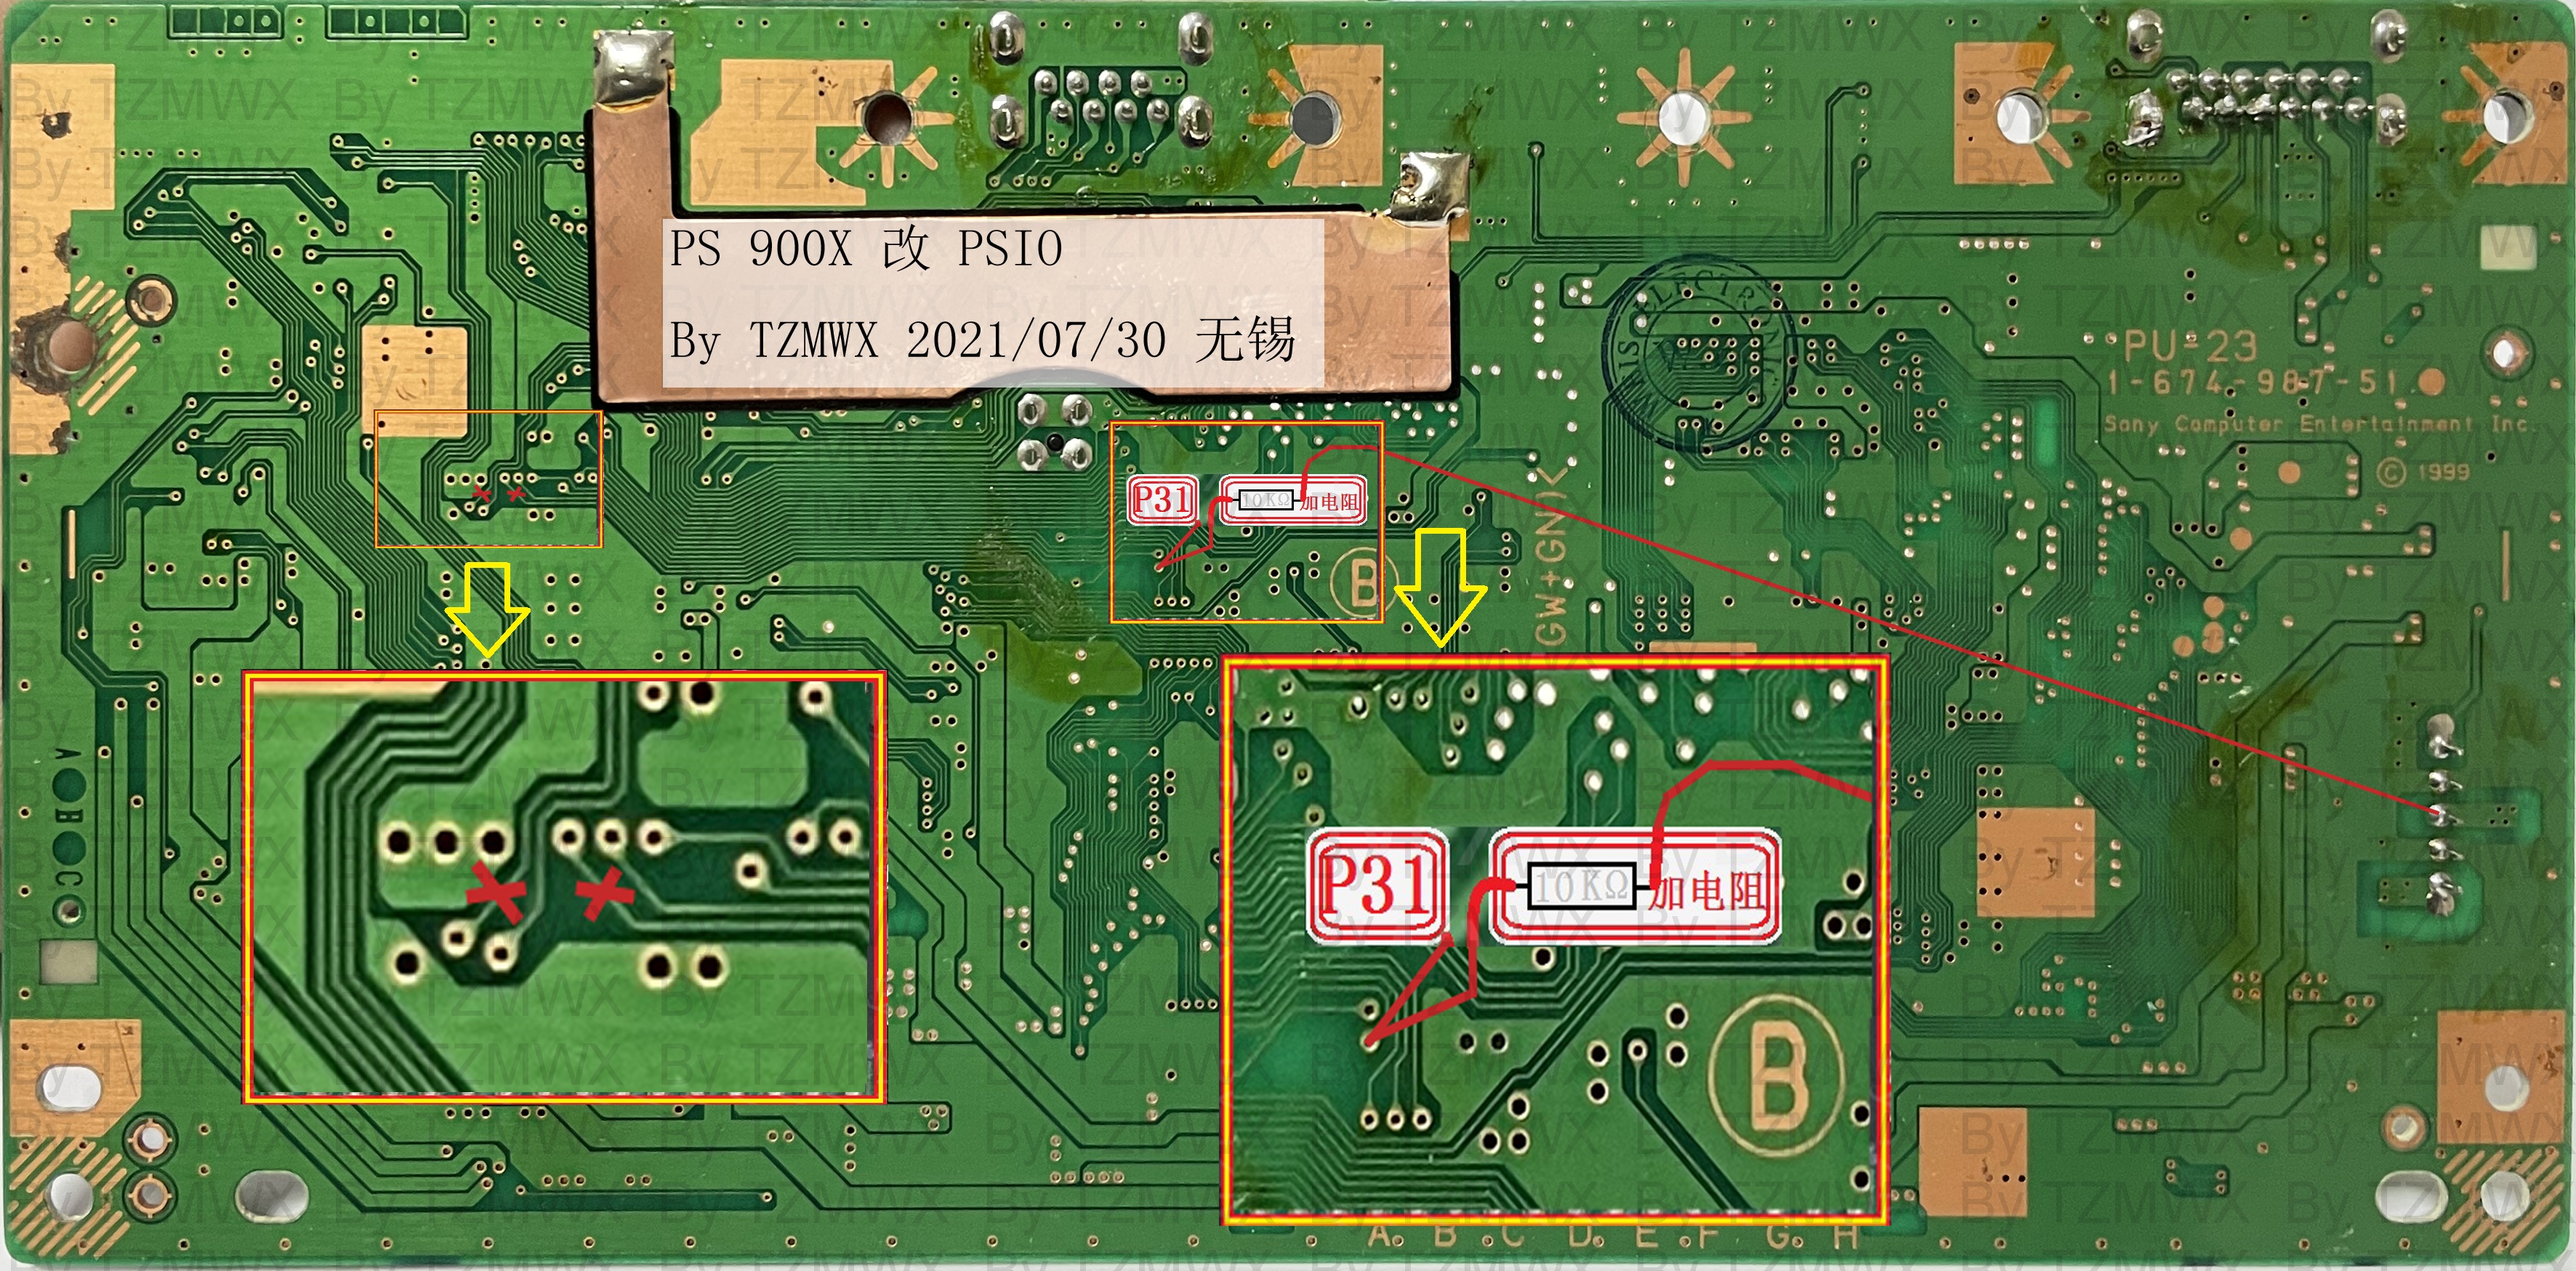 PS 900X 改 PSIO
By TZMWX 2021/07/30 无锡
PU-23
1-674-987-51
Sony Computer Entertainment Inc.
© 1999
P31
10KΩ
加电阻
B
GW+GNK
A
B
C
P31
10KΩ
加电阻
B
A B C D E F G H
By TZMWX